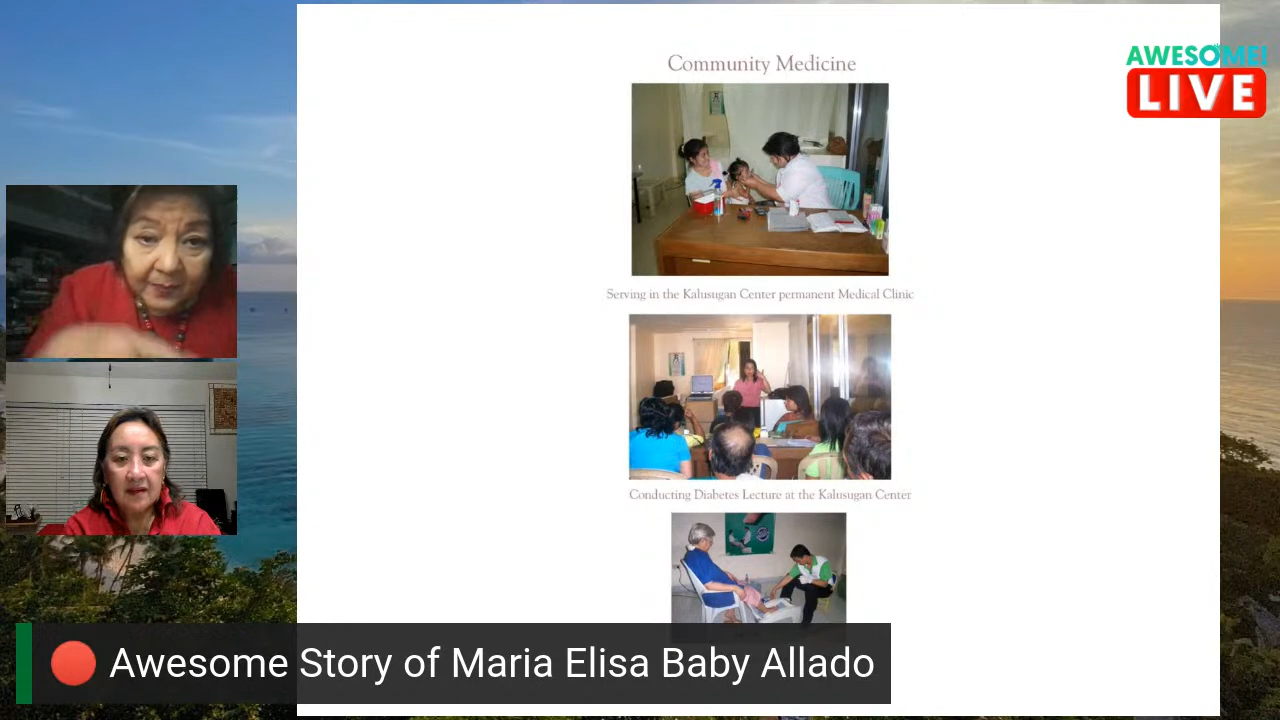 Community Medicine
AWESOME!
LIVE
Serving in the Kalusugan Center permanent Medical Clinic
Conducting Diabetes Lecture at the Kalusugan Center
Awesome Story of Maria Elisa Baby Allado